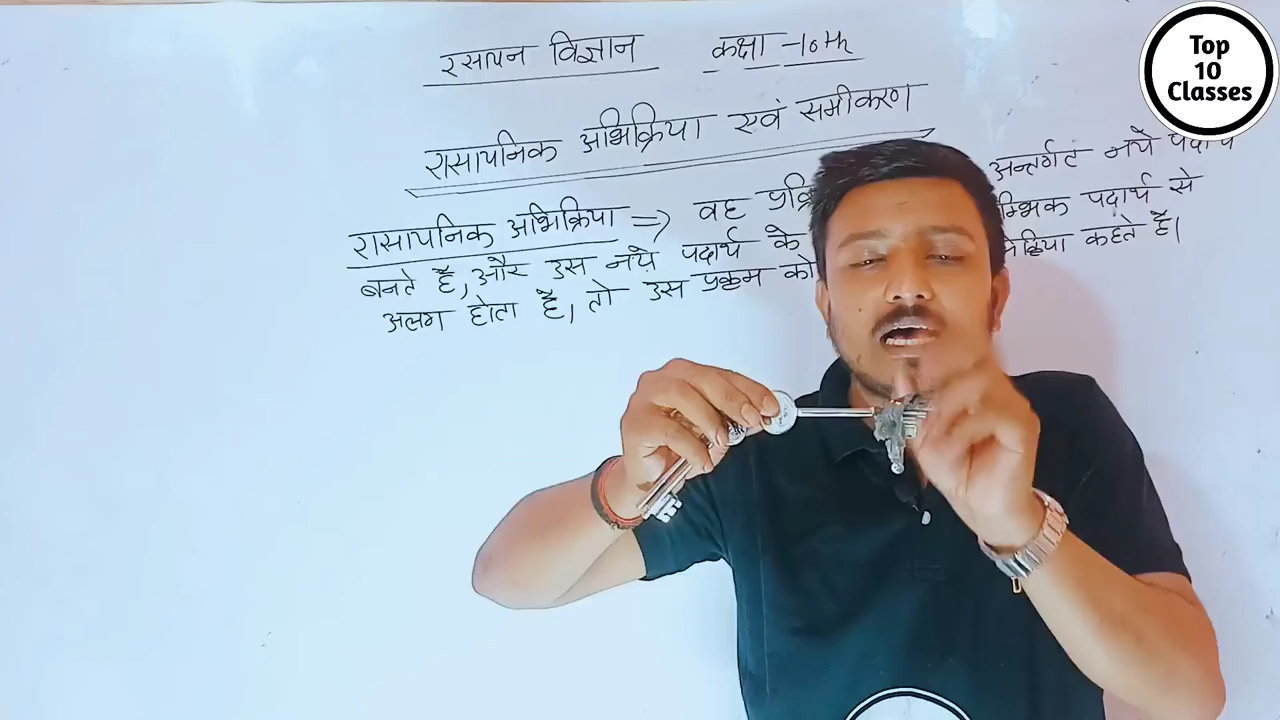 रसायन विज्ञान कक्षा - 10th
रासायनिक अभिक्रिया एवं समीकरण
रासायनिक अभिक्रिया ⇒ वह अन्तर्गत नये पदार्थ
बनते हैं, और उस नये पदार्थ के पदार्थ से
अलग होता है, तो उस प्रक्रम को कहते हैं।
Top
10
Classes